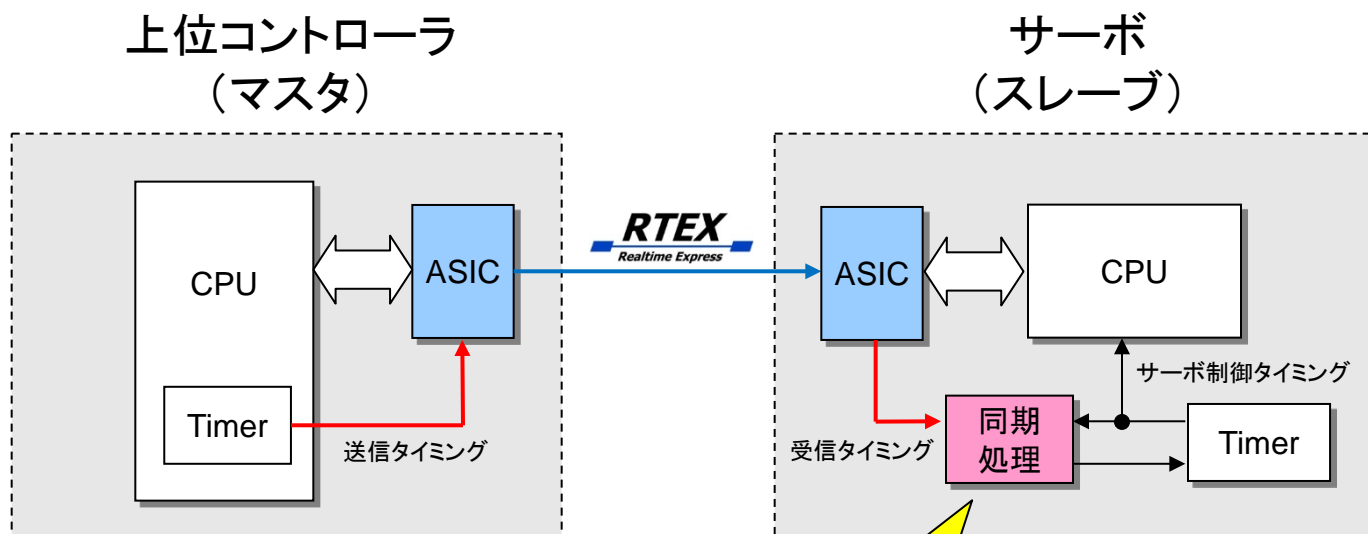 上位コントローラ
（マスタ）
サーボ
（スレーブ）
CPU
ASIC
Timer
送信タイミング
RTEX
Realtime Express
ASIC
CPU
サーボ制御タイミング
受信タイミング
同期
処理
Timer